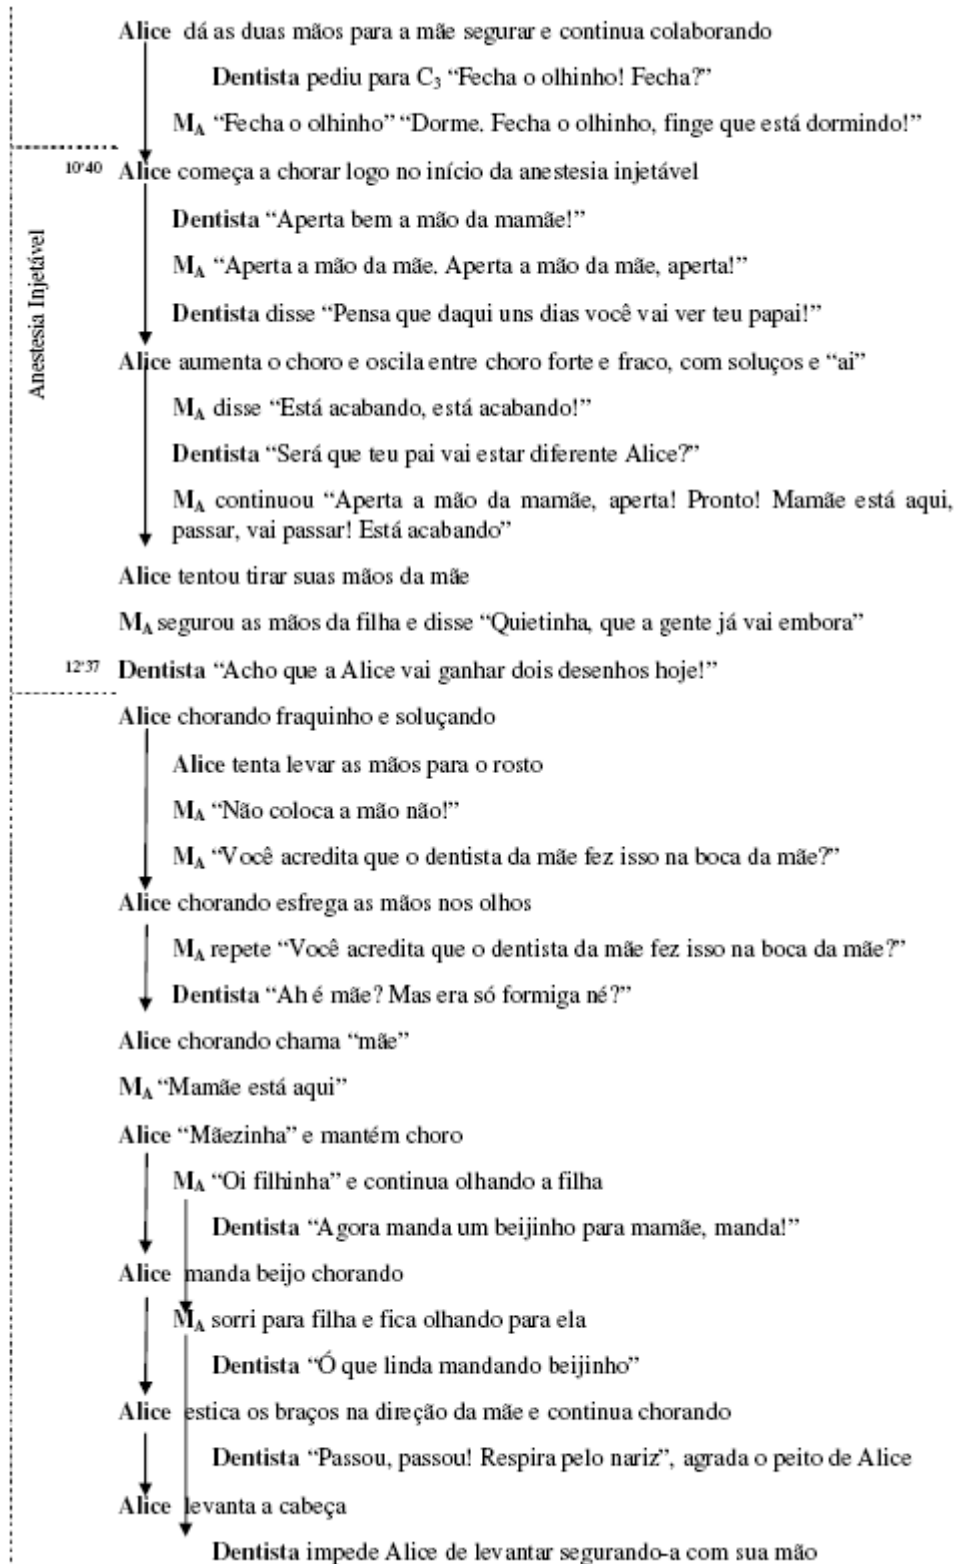 Alice dá as duas mãos para a mãe segurar e continua colaborando
Dentista pediu para C₃ “Fecha o olhinho! Fecha?”
M_A “Fecha o olhinho” “Dorme. Fecha o olhinho, finge que está dormindo!”
10’40 Alice começa a chorar logo no início da anestesia injetável
Anestesia Injetável
Dentista “Aperta bem a mão da mamãe!”
M_A “Aperta a mão da mãe. Aperta a mão da mãe, aperta!”
Dentista disse “Pensa que daqui uns dias você vai ver teu papai!”
Alice aumenta o choro e oscila entre choro forte e fraco, com soluços e “ai”
M_A disse “Está acabando, está acabando!”
Dentista “Será que teu pai vai estar diferente Alice?”
M_A continuou “Aperta a mão da mamãe, aperta! Pronto! Mamãe está aqui,
passar, vai passar! Está acabando”
Alice tentou tirar suas mãos da mãe
M_A segurou as mãos da filha e disse “Quietinha, que a gente já vai embora”
12’37 Dentista “Acho que a Alice vai ganhar dois desenhos hoje!”
Alice chorando fraquinho e soluçando
Alice tenta levar as mãos para o rosto
M_A “Não coloca a mão não!”
M_A “Você acredita que o dentista da mãe fez isso na boca da mãe?”
Alice chorando esfrega as mãos nos olhos
M_A repete “Você acredita que o dentista da mãe fez isso na boca da mãe?”
Dentista “Ah é mãe? Mas era só formiga né?”
Alice chorando chama “mãe”
M_A “Mamãe está aqui”
Alice “Mãezinha” e mantém choro
M_A “Oi filhinha” e continua olhando a filha
Dentista “Agora manda um beijinho para mamãe, manda!”
Alice manda beijo chorando
M_A sorri para filha e fica olhando para ela
Dentista “Ó que linda mandando beijinho”
Alice estica os braços na direção da mãe e continua chorando
Dentista “Passou, passou! Respira pelo nariz”, agrada o peito de Alice
Alice levanta a cabeça
Dentista impede Alice de levantar segurando-a com sua mão